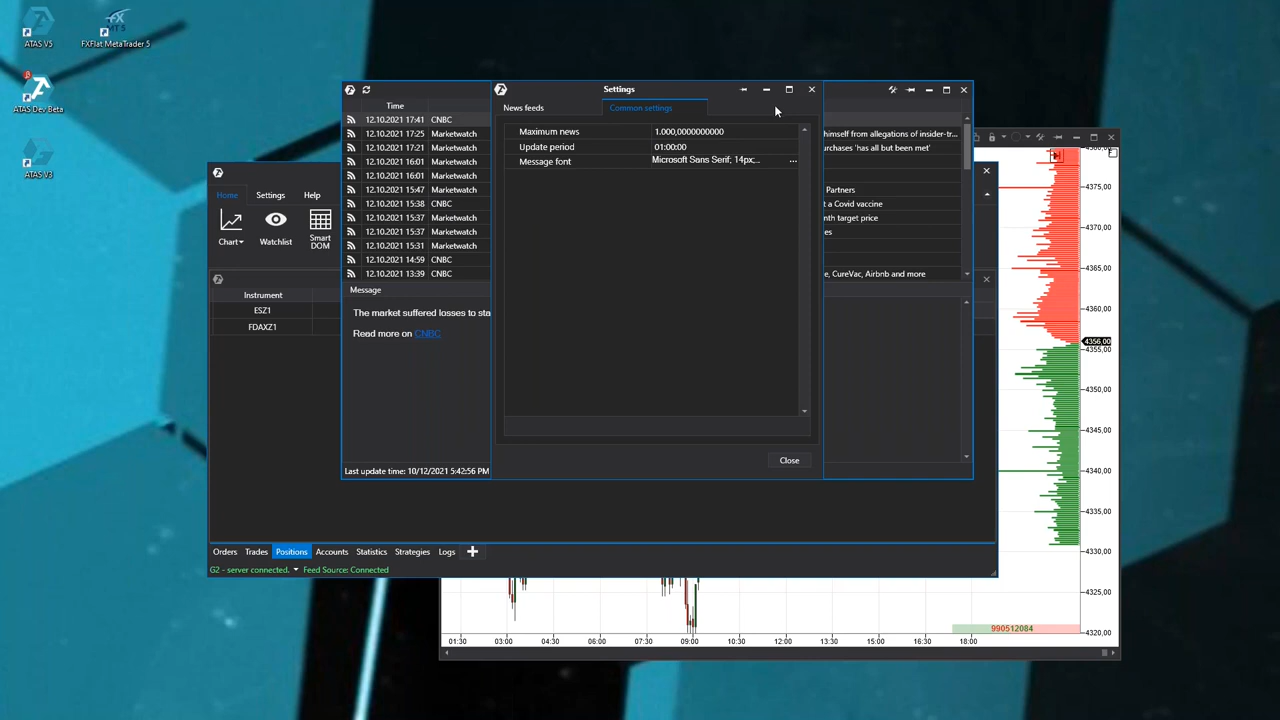 ATAS V5
FXFlat MetaTrader 5
ATAS Dev Beta
ATAS V3
Settings
News feeds
Common settings
Maximum news 1.000,0000000000
Update period 01:00:00
Message font Microsoft Sans Serif; 14px;... ...
Close
Time
12.10.2021 17:41 CNBC
12.10.2021 17:25 Marketwatch
12.10.2021 17:21 Marketwatch
12.10.2021 16:01 Marketwatch
12.10.2021 16:01 Marketwatch
12.10.2021 15:47 Marketwatch
12.10.2021 15:38 CNBC
12.10.2021 15:37 Marketwatch
12.10.2021 15:37 Marketwatch
12.10.2021 15:31 Marketwatch
12.10.2021 14:59 CNBC
12.10.2021 13:39 CNBC
himself from allegations of insider-tr...
urchases 'has all but been met'
Partners
t a Covid vaccine
nth target price
es
e, CureVac, Airbnb and more
Message
The market suffered losses to sta
Read more on CNBC
Last update time: 10/12/2021 5:42:56 PM
Home Settings Help
Chart
Watchlist
Smart
DOM
Instrument
ESZ1
FDAXZ1
Orders Trades Positions Accounts Statistics Strategies Logs
G2 - server connected. Feed Source: Connected
F
4375,00
4370,00
4365,00
4360,00
4356,00
4355,00
4350,00
4345,00
4340,00
4335,00
4330,00
4325,00
4320,00
990512084
01:30 03:00 04:30 06:00 07:30 09:00 10:30 12:00 13:30 15:00 16:30 18:00